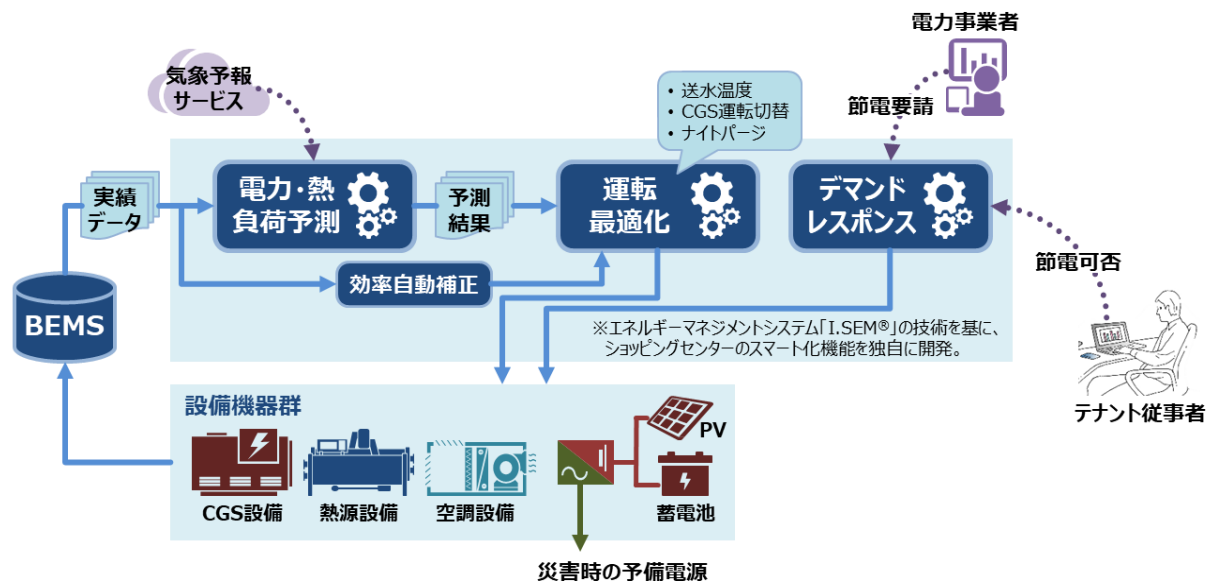 電力事業者
気象予報
サービス
・送水温度
・CGS運転切替
・ナイトパージ
節電要請
実績
データ
電力・熱
負荷予測
予測
結果
運転
最適化
デマンド
レスポンス
節電可否
効率自動補正
BEMS
※エネルギーマネジメントシステム「I.SEM®」の技術を基に、
ショッピングセンターのスマート化機能を独自に開発。
テナント従事者
設備機器群
PV
CGS設備
熱源設備
空調設備
蓄電池
災害時の予備電源